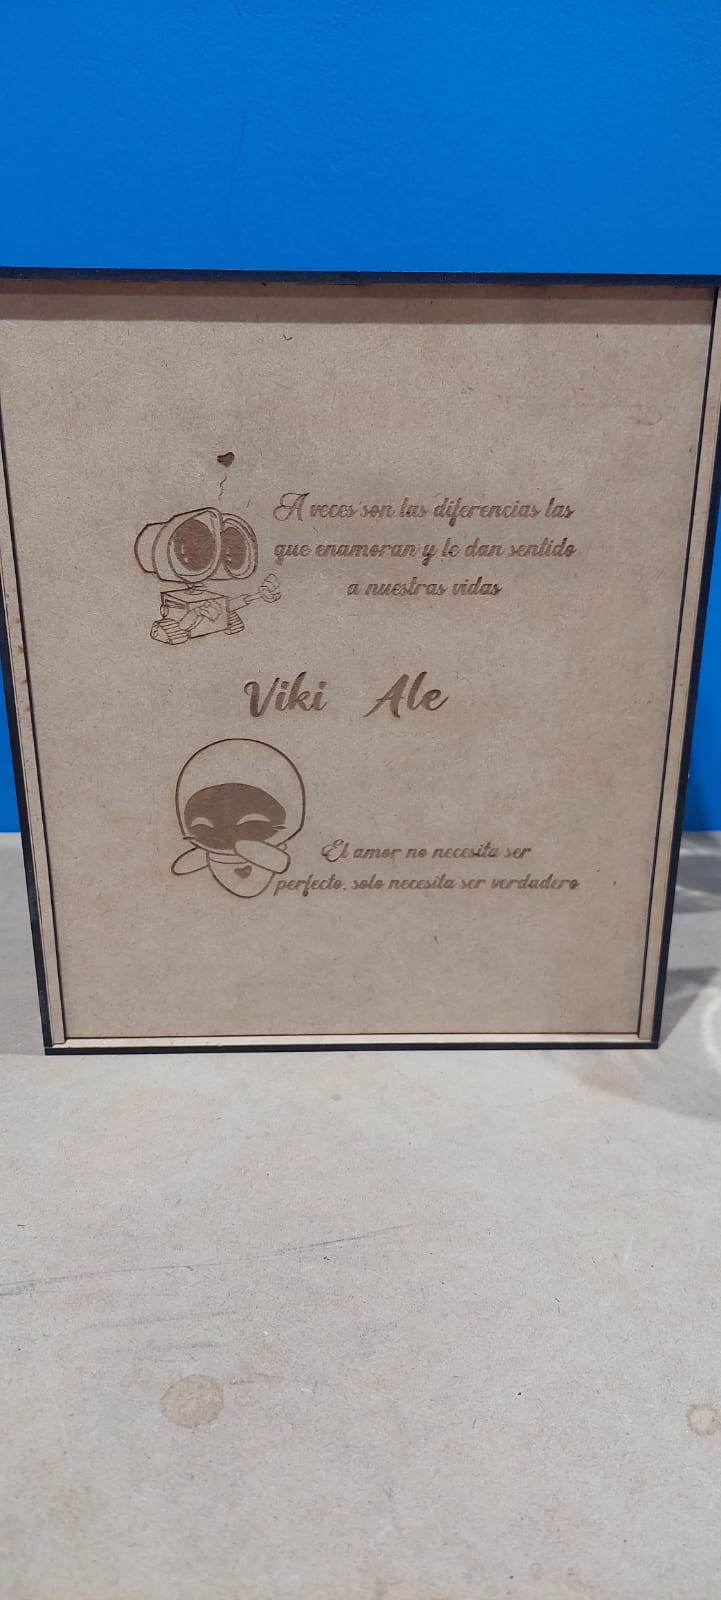 A veces son las diferencias las
que enamoran y le dan sentido
a nuestras vidas
Viki Ale
El amor no necesita ser
perfecto, solo necesita ser verdadero